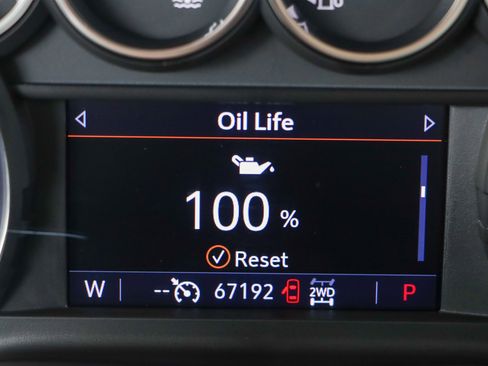 Oil Life
100 %
Reset
W -- 67192 2WD P